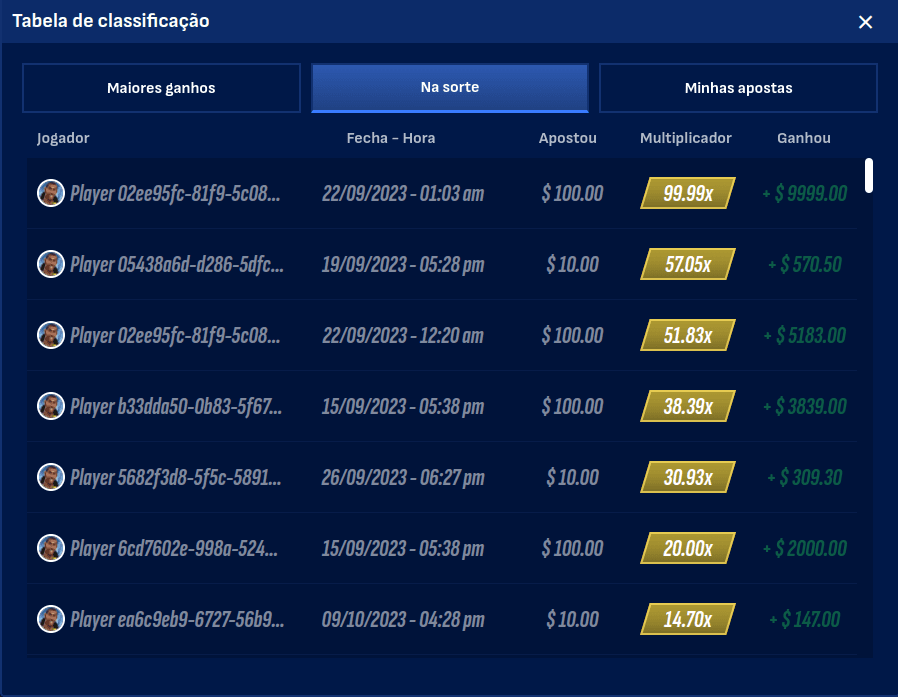 Tabela de classificação
Maiores ganhos Na sorte Minhas apostas
Jogador Fecha - Hora Apostou Multiplicador Ganhou
Player 02ee95fc-81f9-5c08... 22/09/2023 - 01:03 am $ 100.00 99.99x + $ 9999.00
Player 05438a6d-d286-5dfc... 19/09/2023 - 05:28 pm $ 10.00 57.05x + $ 570.50
Player 02ee95fc-81f9-5c08... 22/09/2023 - 12:20 am $ 100.00 51.83x + $ 5183.00
Player b33dda50-0b83-5f67... 15/09/2023 - 05:38 pm $ 100.00 38.39x + $ 3839.00
Player 5682f3d8-5f5c-5891... 26/09/2023 - 06:27 pm $ 10.00 30.93x + $ 309.30
Player 6cd7602e-998a-524... 15/09/2023 - 05:38 pm $ 100.00 20.00x + $ 2000.00
Player ea6c9eb9-6727-56b9... 09/10/2023 - 04:28 pm $ 10.00 14.70x + $ 147.00